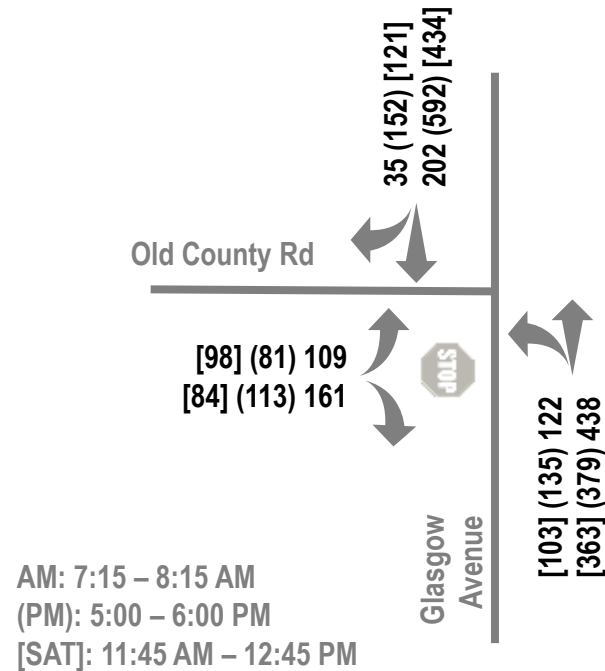 35 (152) [121]
202 (592) [434]
Old County Rd
[98] (81) 109
[84] (113) 161
STOP
[103] (135) 122
[363] (379) 438
Glasgow
Avenue
AM: 7:15 – 8:15 AM
(PM): 5:00 – 6:00 PM
[SAT]: 11:45 AM – 12:45 PM